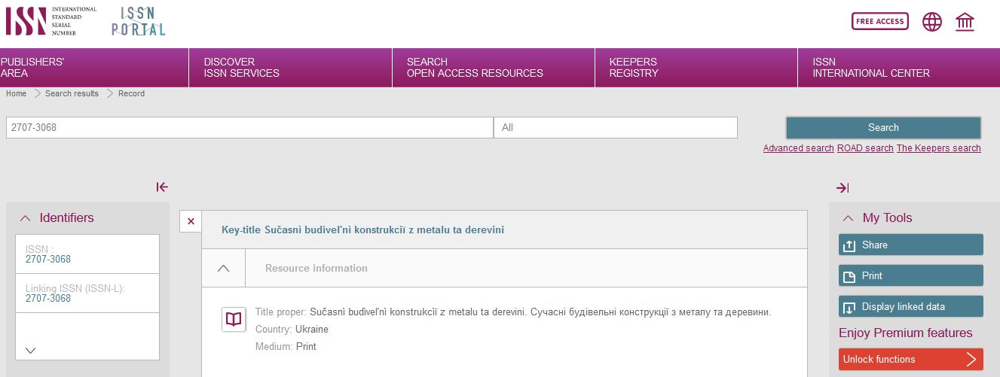 ISSN INTERNATIONAL STANDARD SERIAL NUMBER
ISSN PORTAL
FREE ACCESS
PUBLISHERS' AREA
DISCOVER ISSN SERVICES
SEARCH OPEN ACCESS RESOURCES
KEEPERS REGISTRY
ISSN INTERNATIONAL CENTER
Home Search results Record
2707-3068 All Search
Advanced search ROAD search The Keepers search
Identifiers
ISSN :
2707-3068
Linking ISSN (ISSN-L):
2707-3068
Key-title Sučasnì budìvel'nì konstrukcìï z metalu ta derevini
Resource information
Title proper: Sučasnì budìvel'nì konstrukcìï z metalu ta derevini. Сучасні будівельні конструкції з металу та деревини.
Country: Ukraine
Medium: Print
My Tools
Share
Print
Display linked data
Enjoy Premium features
Unlock functions